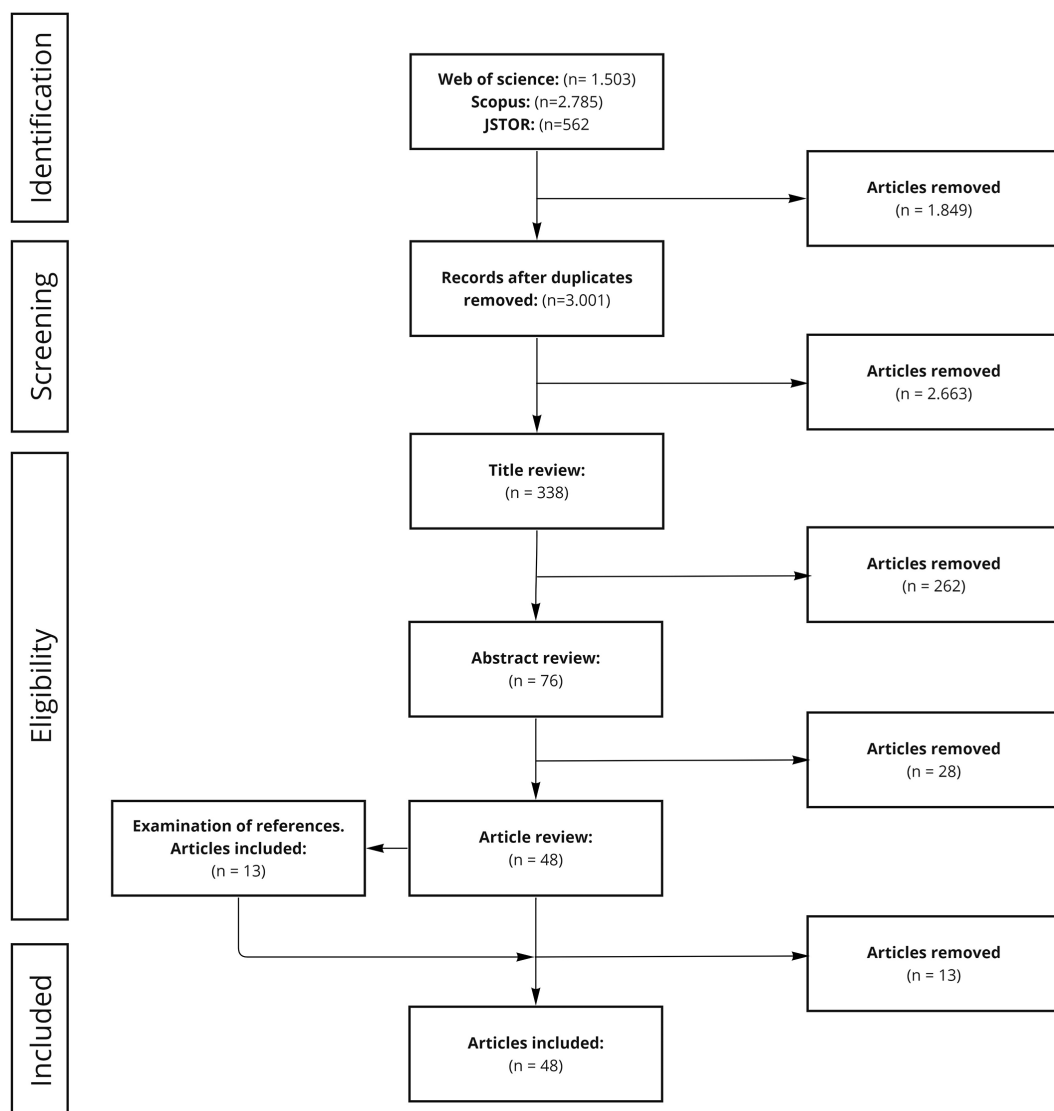 Identification
Web of science: (n= 1.503)
Scopus: (n=2.785)
JSTOR: (n=562
Articles removed
(n = 1.849)
Screening
Records after duplicates
removed: (n=3.001)
Articles removed
(n = 2.663)
Eligibility
Title review:
(n = 338)
Articles removed
(n = 262)
Abstract review:
(n = 76)
Articles removed
(n = 28)
Examination of references.
Articles included:
(n = 13)
Article review:
(n = 48)
Articles removed
(n = 13)
Included
Articles included:
(n = 48)